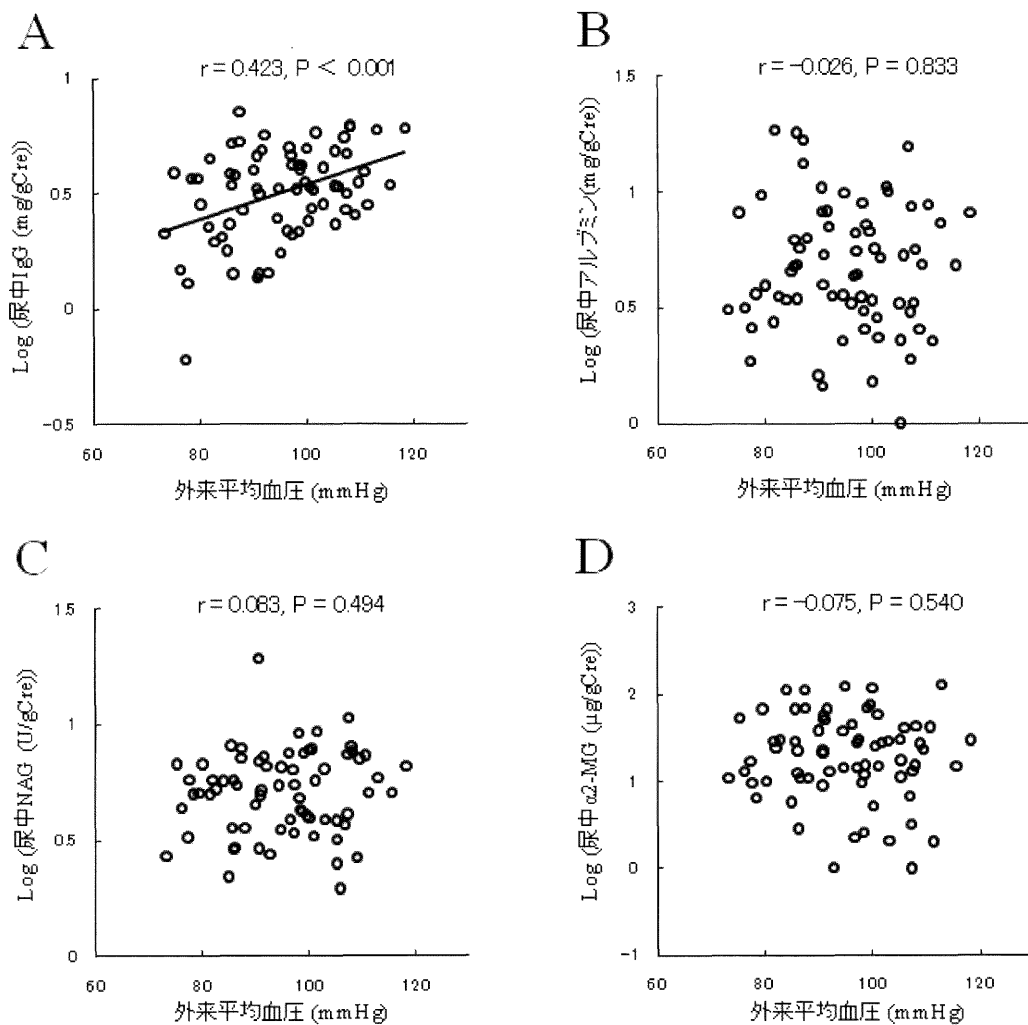 A
r = 0.423, P < 0.001
Log (尿中IgG (mg/gCre))
1
0.5
0
-0.5
60 80 100 120
外来平均血圧 (mmHg)
B
r = -0.026, P = 0.833
Log (尿中アルブミン(mg/gCre))
1.5
1
0.5
0
60 80 100 120
外来平均血圧 (mmHg)
C
r = 0.083, P = 0.494
Log (尿中NAG (U/gCre))
1.5
1
0.5
0
60 80 100 120
外来平均血圧 (mmHg)
D
r = -0.075, P = 0.540
Log (尿中α2-MG (μg/gCre))
3
2
1
0
-1
60 80 100 120
外来平均血圧 (mmHg)